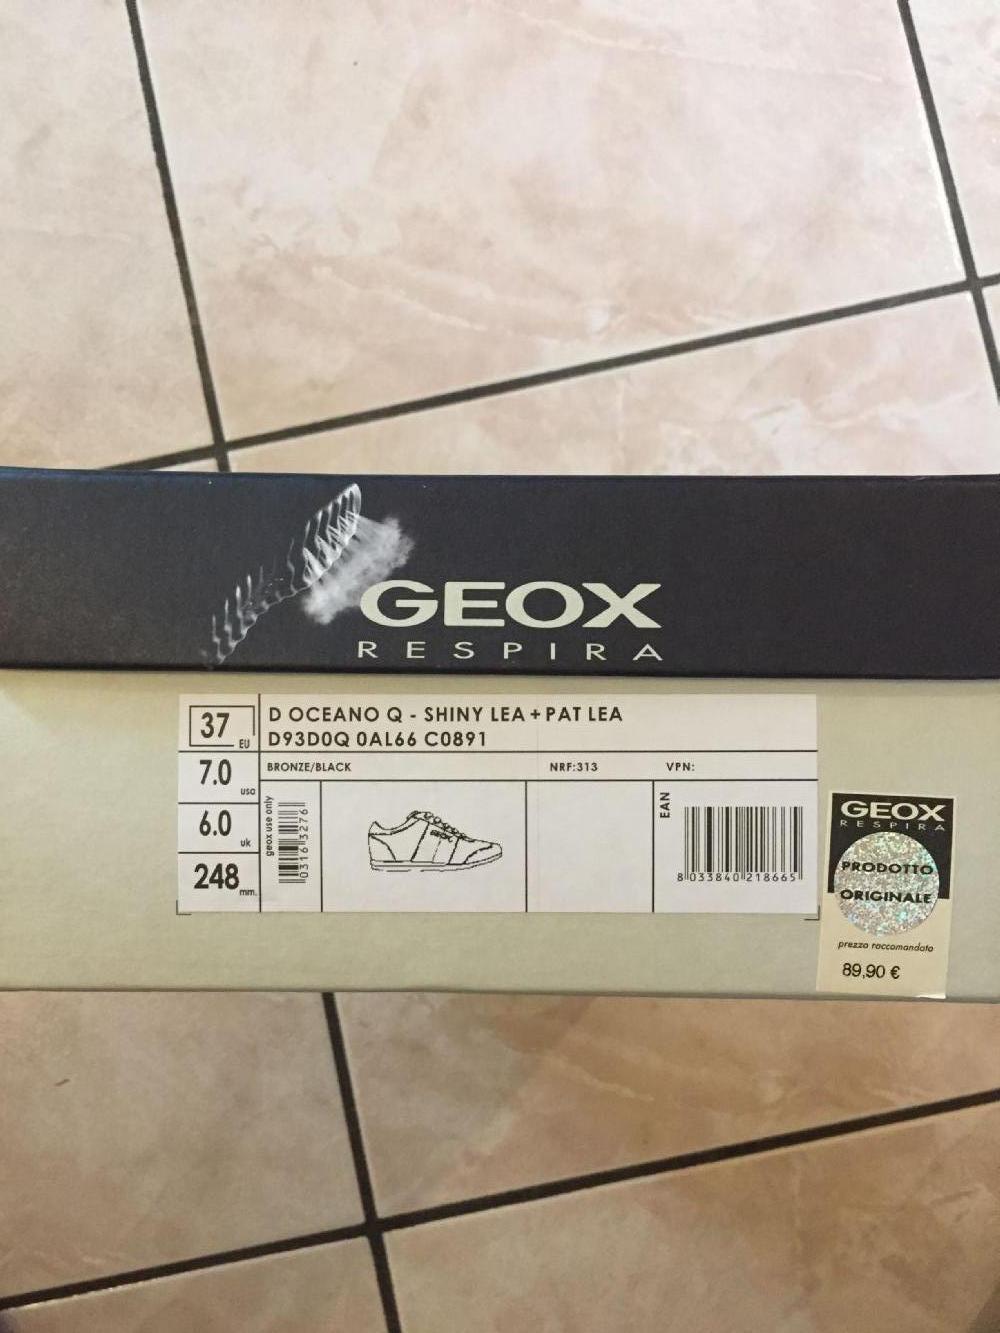 GEOX
RESPIRA
37 EU
D OCEANO Q - SHINY LEA + PAT LEA
D93D0Q 0AL66 C0891
7.0 usa
BRONZE/BLACK NRF:313 VPN:
6.0 uk
248 mm.
geox use only
03163276
EAN
8 033840 218665
GEOX
RESPIRA
PRODOTTO
ORIGINALE
prezzo raccomandato
89,90 €